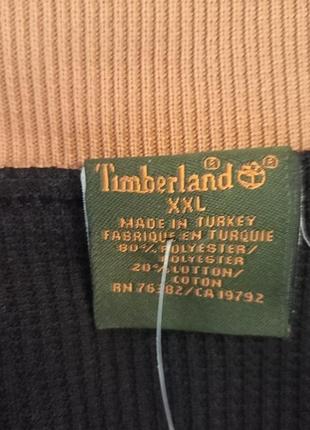 Timberland®
XXL
MADE IN TURKEY
FABRIQUE EN TURQUIE
80% POLYESTER/
POLYESTER
20% COTTON/
COTON
RN 76382/CA 19792